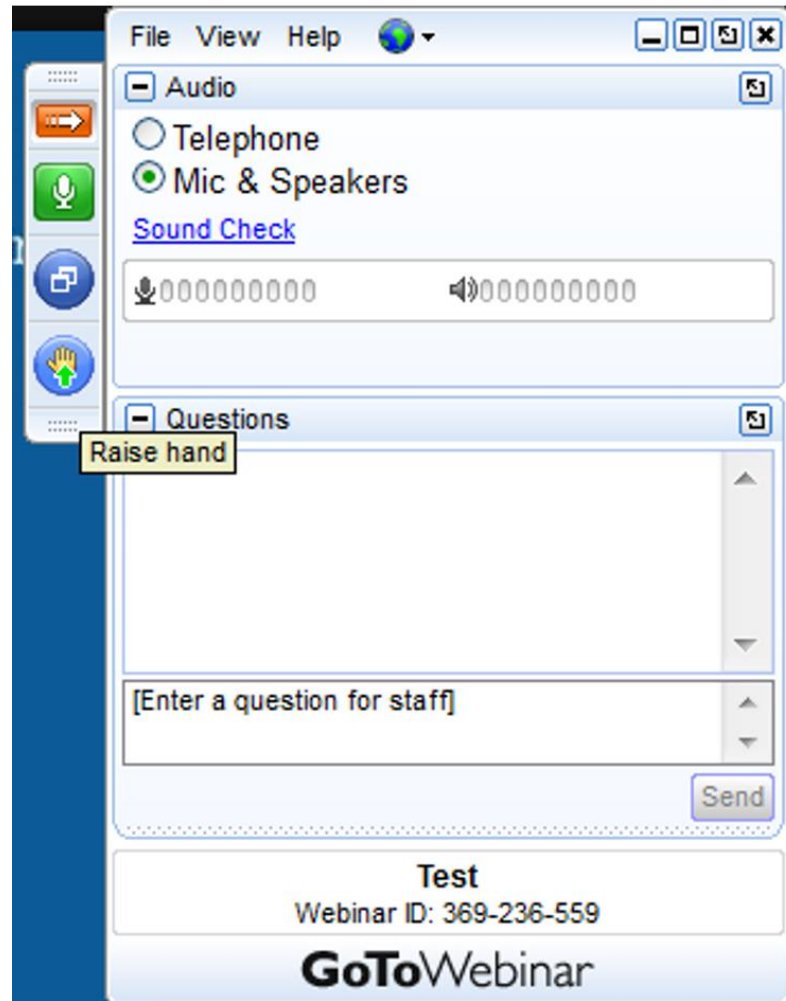 File View Help
Audio
Telephone
Mic & Speakers
Sound Check
000000000 000000000
Questions
Raise hand
[Enter a question for staff]
Send
Test
Webinar ID: 369-236-559
GoToWebinar